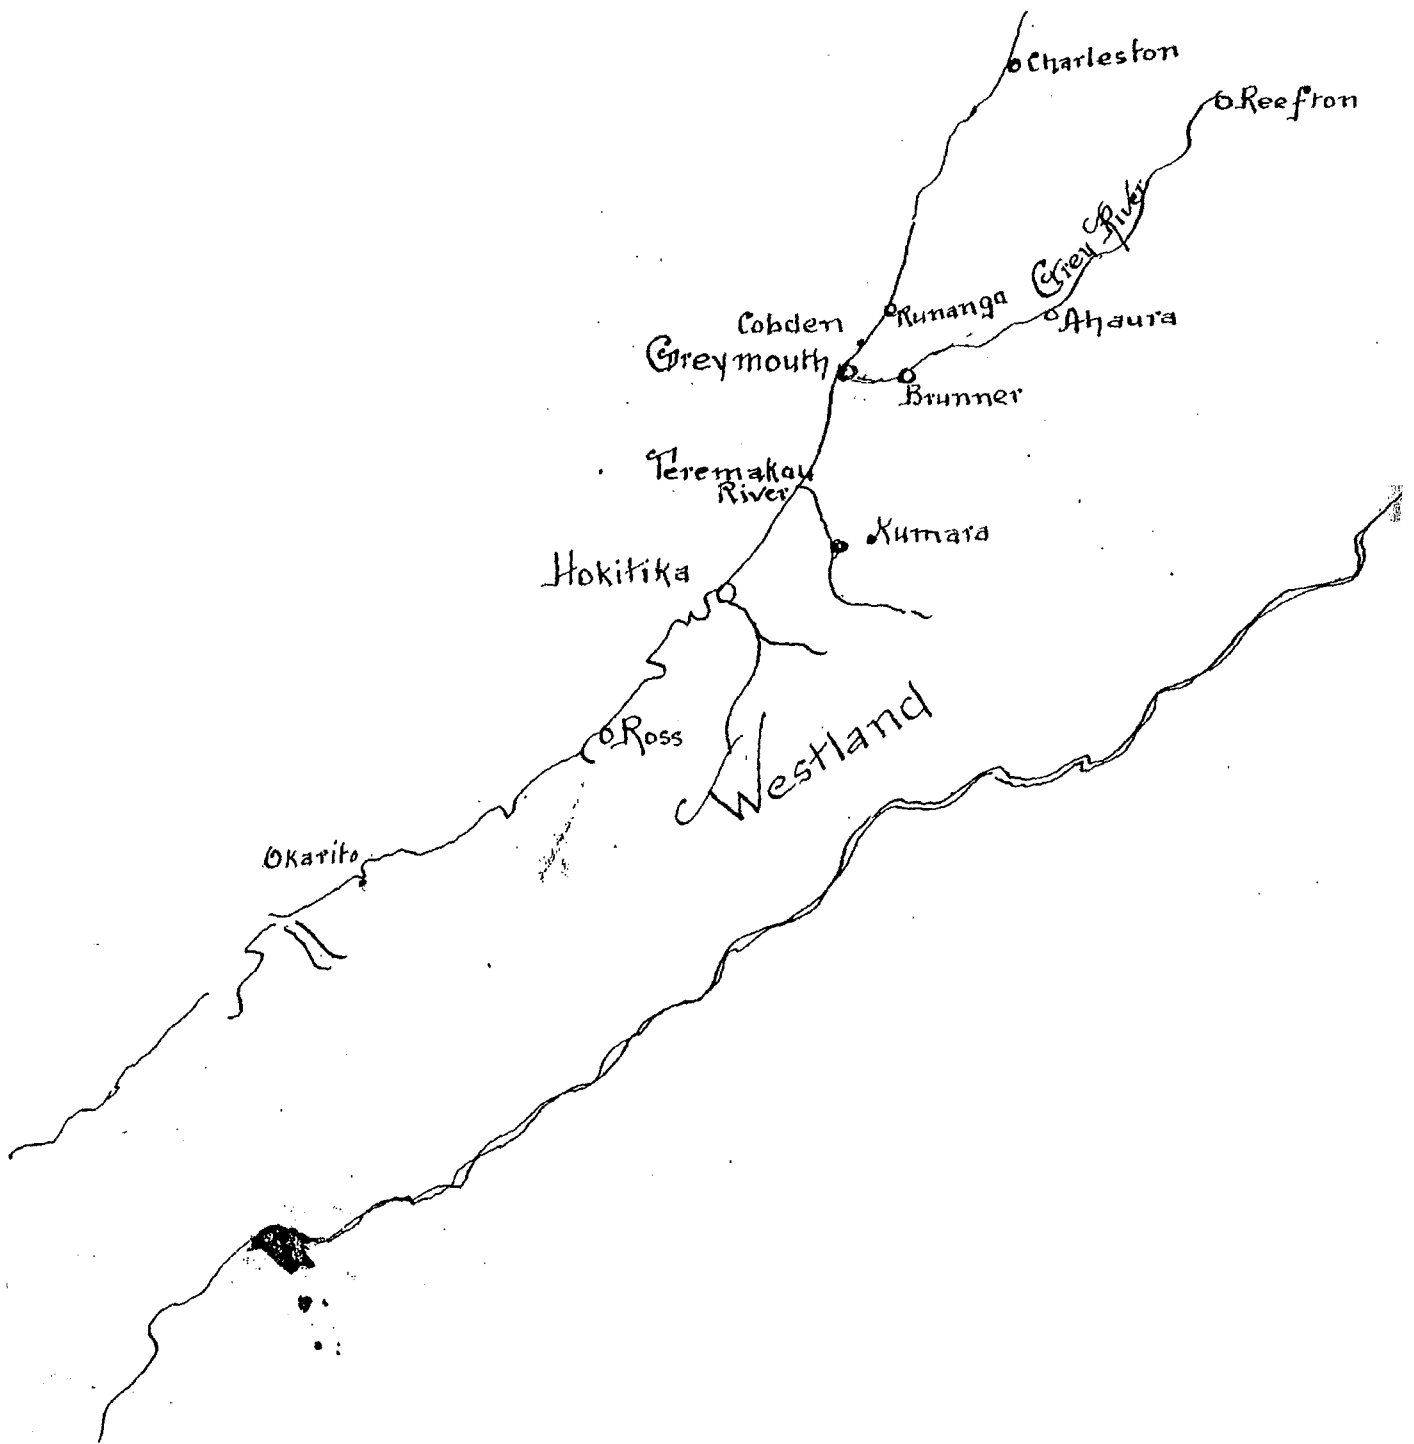 Charleston
Reefton
Grey River
Runanga
Cobden
Ahaura
Greymouth
Brunner
Teremakau
River
Kumara
Hokitika
Westland
Ross
Okarito